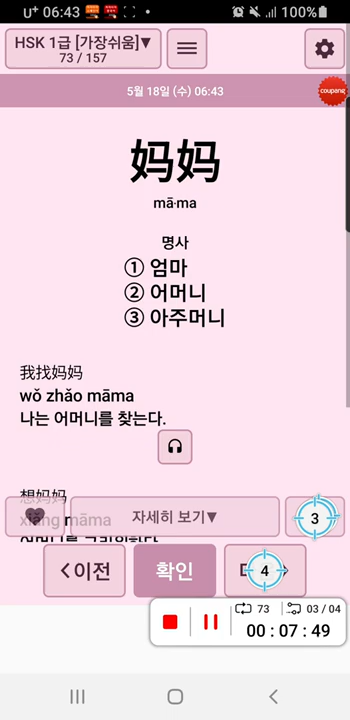 U+ 06:43 100%
HSK 1급 [가장쉬움]▼
73 / 157
5월 18일 (수) 06:43
coupang
妈妈
mā·ma
명사
① 엄마
② 어머니
③ 아주머니
我找妈妈
wǒ zhǎo māma
나는 어머니를 찾는다.
想妈妈
xiǎng māma
자세히 보기▼
3
<이전
확인
4
73 03 / 04
00 : 07 : 49